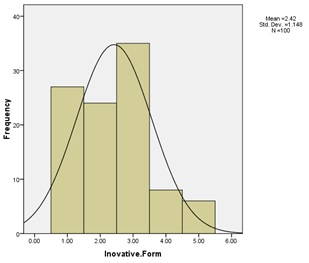 Mean =2.42
Std. Dev. =1.148
N =100
Frequency
40
30
20
10
0
0.00 1.00 2.00 3.00 4.00 5.00 6.00
Inovative.Form